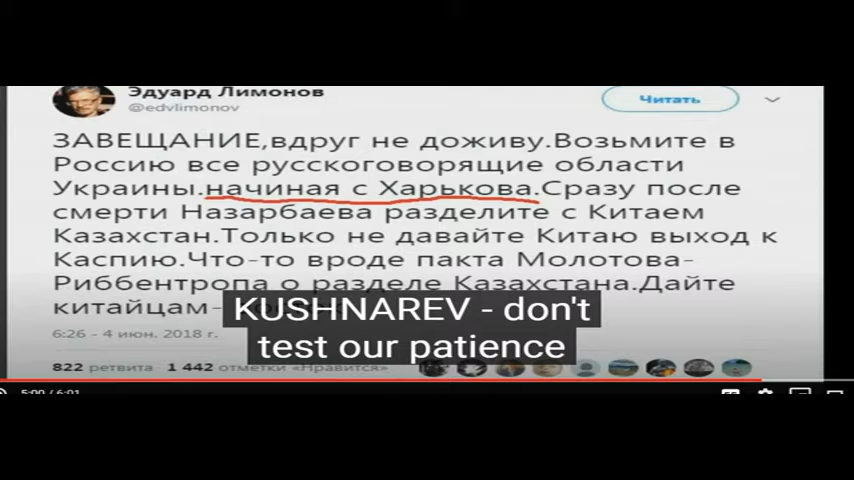 Эдуард Лимонов
@edvlimonov
Читать
ЗАВЕЩАНИЕ,вдруг не доживу.Возьмите в
Россию все русскоговорящие области
Украины.начиная с Харькова.Сразу после
смерти Назарбаева разделите с Китаем
Казахстан.Только не давайте Китаю выход к
Каспию.Что-то вроде пакта Молотова-
Риббентропа о разделе Казахстана.Дайте
китайцам-
KUSHNAREV - don't
test our patience
6:26 - 4 июн. 2018 г.
822 ретвита 1 442 отметки «Нравится»
5:00 / 6:01